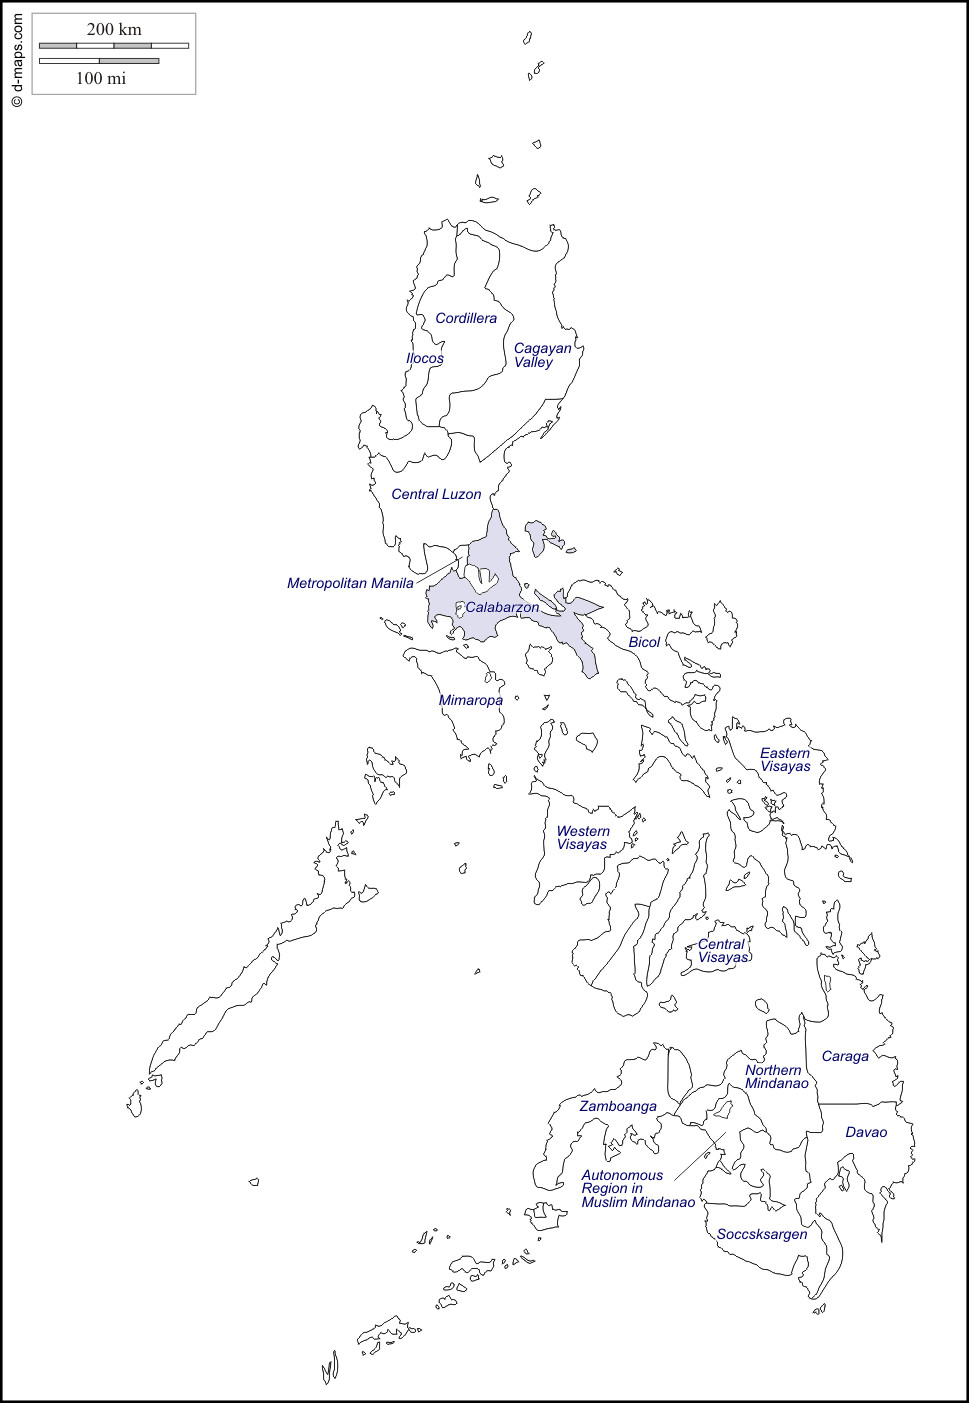 © d-maps.com
200 km
100 mi
Cordillera
Ilocos
Cagayan
Valley
Central Luzon
Metropolitan Manila
Calabarzon
Bicol
Mimaropa
Eastern
Visayas
Western
Visayas
Central
Visayas
Caraga
Northern
Mindanao
Zamboanga
Davao
Autonomous
Region in
Muslim Mindanao
Soccsksargen